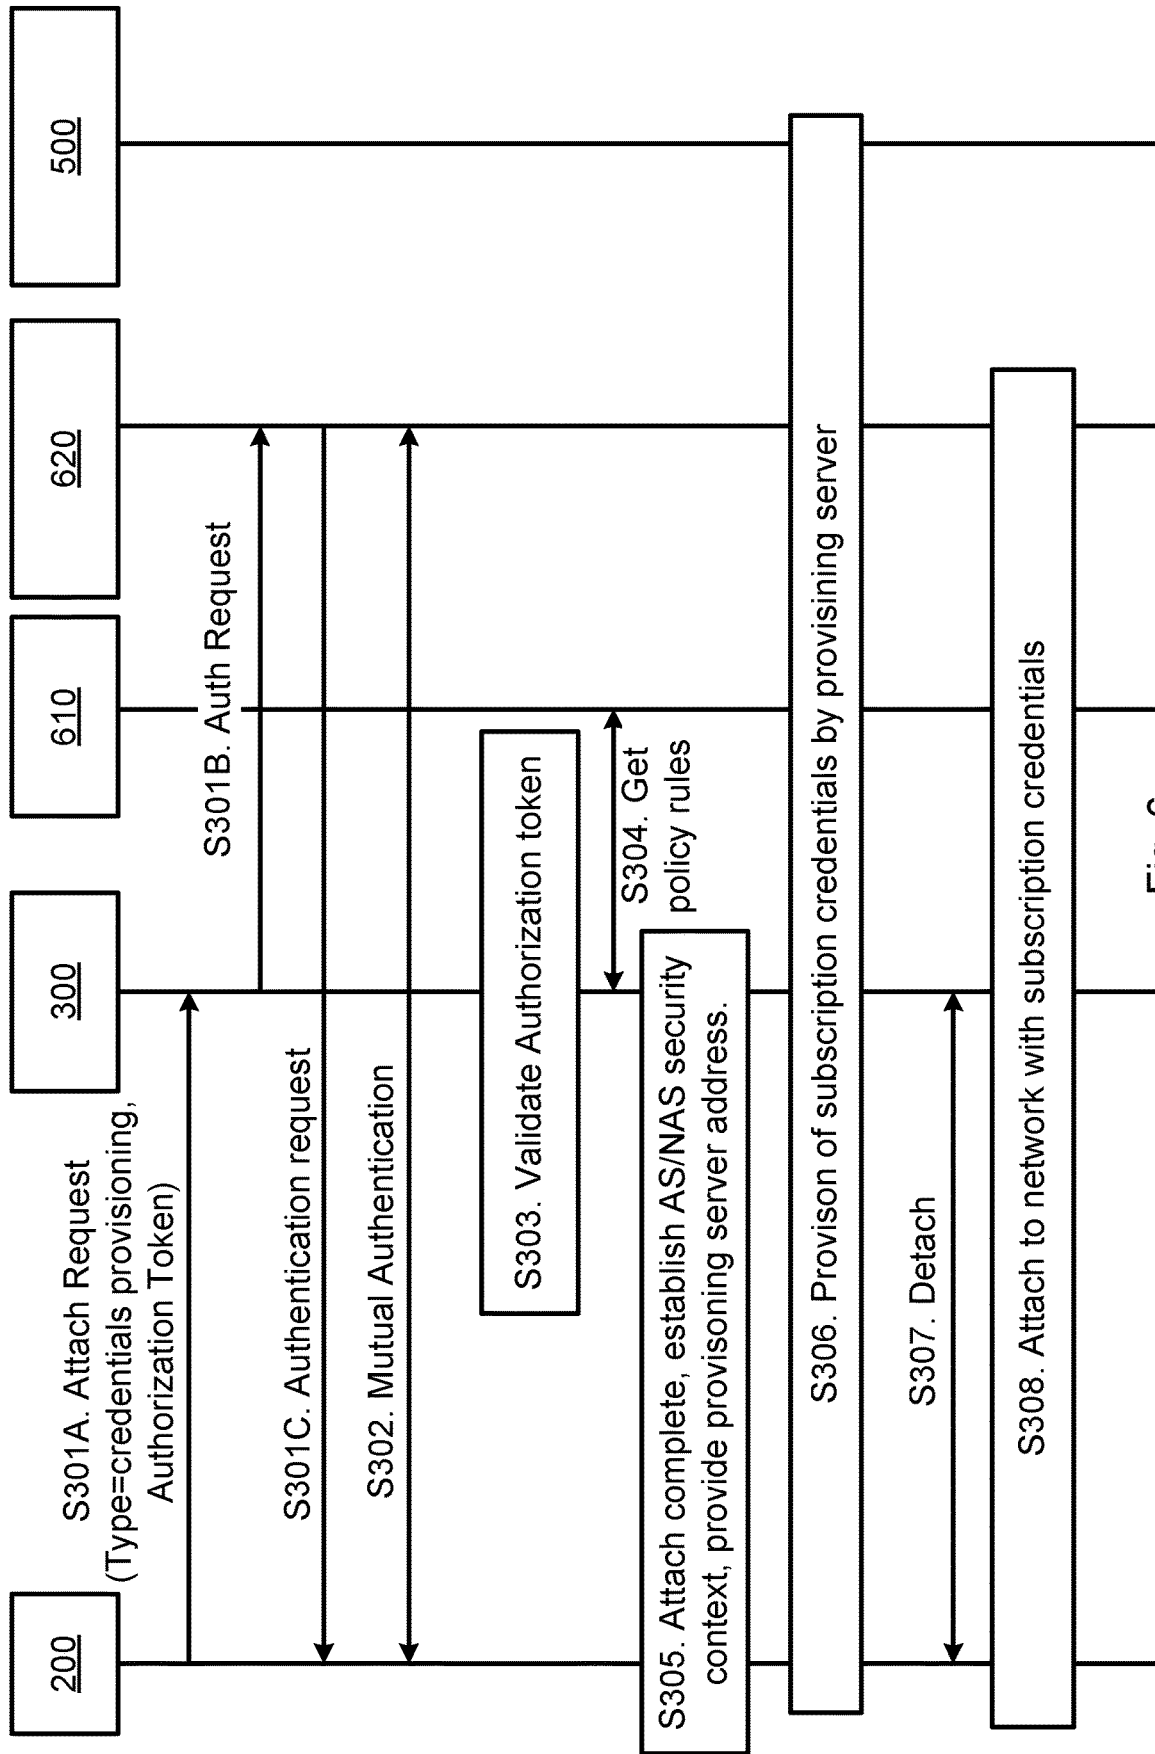 200
300
610
620
500
S301A. Attach Request
(Type=credentials provisioning,
Authorization Token)
S301B. Auth Request
S301C. Authentication request
S302. Mutual Authentication
S303. Validate Authorization token
S304. Get
policy rules
S305. Attach complete, establish AS/NAS security
context, provide provisoning server address.
S306. Provison of subscription credentials by provisining server
S307. Detach
S308. Attach to network with subscription credentials